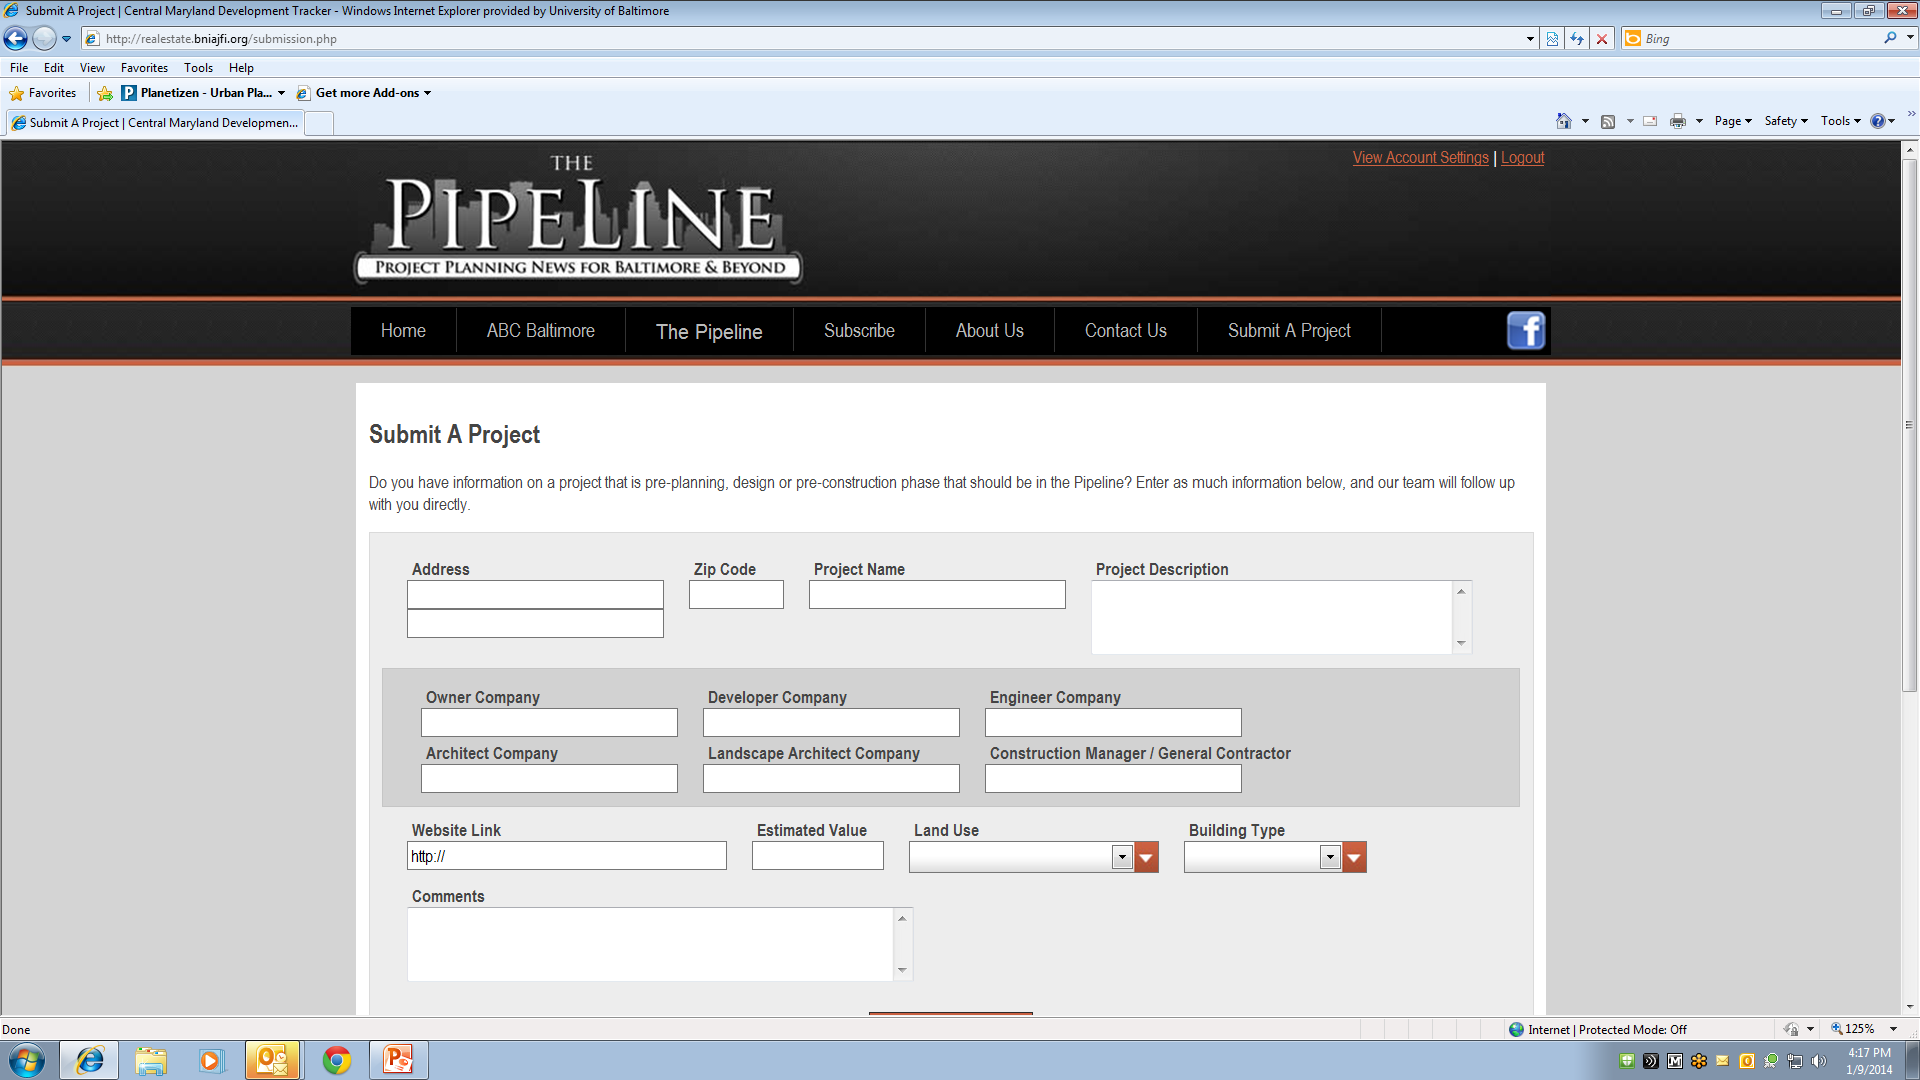 Submit A Project | Central Maryland Development Tracker - Windows Internet Explorer provided by University of Baltimore
http://realestate.bniajfi.org/submission.php
Bing
File Edit View Favorites Tools Help
Favorites Planetizen - Urban Pla... Get more Add-ons
Submit A Project | Central Maryland Developmen...
Page Safety Tools
View Account Settings | Logout
THE
PIPELINE
PROJECT PLANNING NEWS FOR BALTIMORE & BEYOND
Home ABC Baltimore The Pipeline Subscribe About Us Contact Us Submit A Project
Submit A Project
Do you have information on a project that is pre-planning, design or pre-construction phase that should be in the Pipeline? Enter as much information below, and our team will follow up
with you directly.
Address Zip Code Project Name Project Description
Owner Company Developer Company Engineer Company
Architect Company Landscape Architect Company Construction Manager / General Contractor
Website Link Estimated Value Land Use Building Type
http://
Comments
Done
Internet | Protected Mode: Off
125%
4:17 PM
1/9/2014